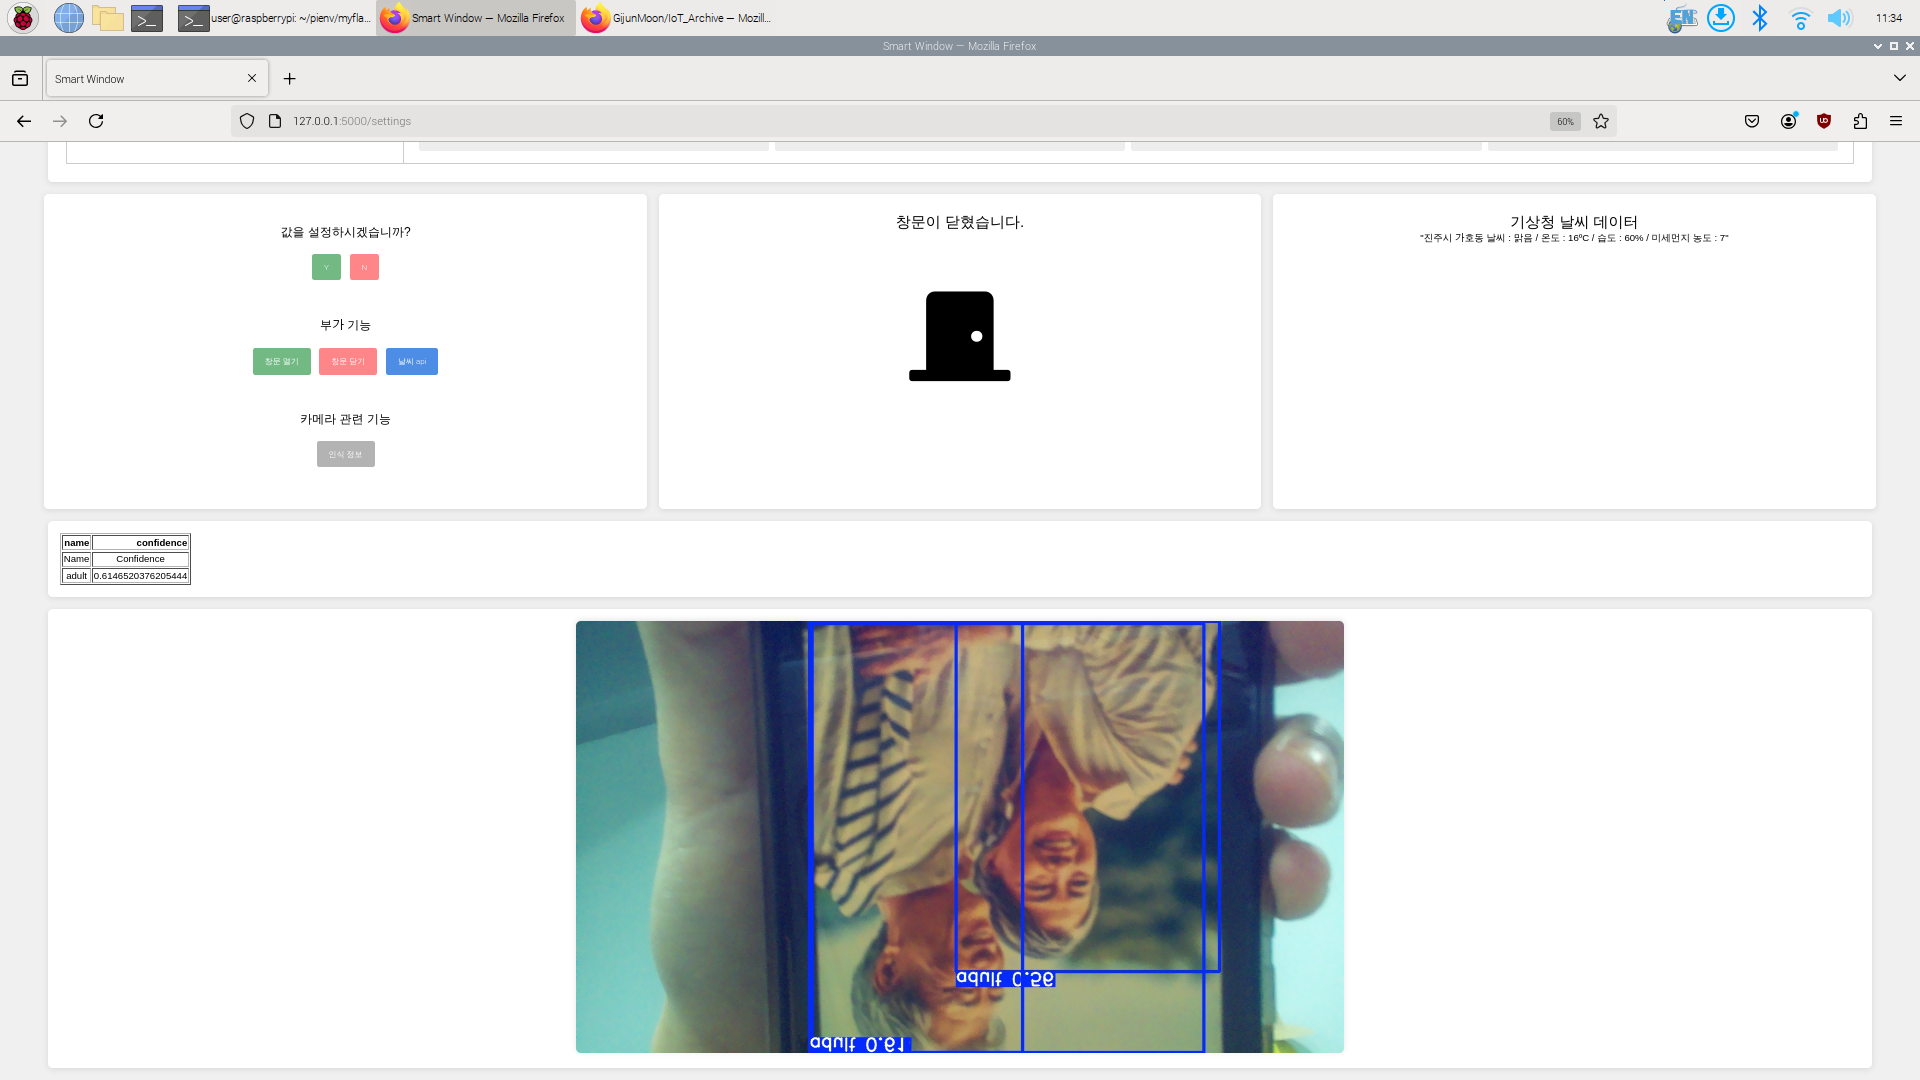 user@raspberrypi: ~/pienv/myfla...
Smart Window — Mozilla Firefox
GijunMoon/IoT_Archive — Mozill...
EN
11:34
Smart Window — Mozilla Firefox
Smart Window
127.0.0.1:5000/settings
60%
값을 설정하시겠습니까?
Y
N
부가 기능
창문 열기
창문 닫기
날씨 api
카메라 관련 기능
인식 정보
창문이 닫혔습니다.
기상청 날씨 데이터
"진주시 가호동 날씨 : 맑음 / 온도 : 16ºC / 습도 : 60% / 미세먼지 농도 : 7"
name confidence
Name Confidence
adult 0.6146520376205444
adult 0.56
adult 0.61